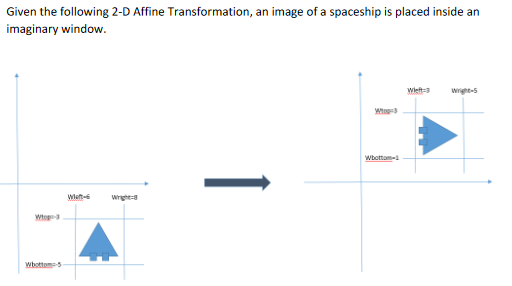 Given the following 2-D Affine Transformation, an image of a spaceship is placed inside an
imaginary window.
Wleft=3 Wright=5
Wtop=3
Wbottom=1
Wleft=6 Wright=8
Wtop=-3
Wbottom=-5